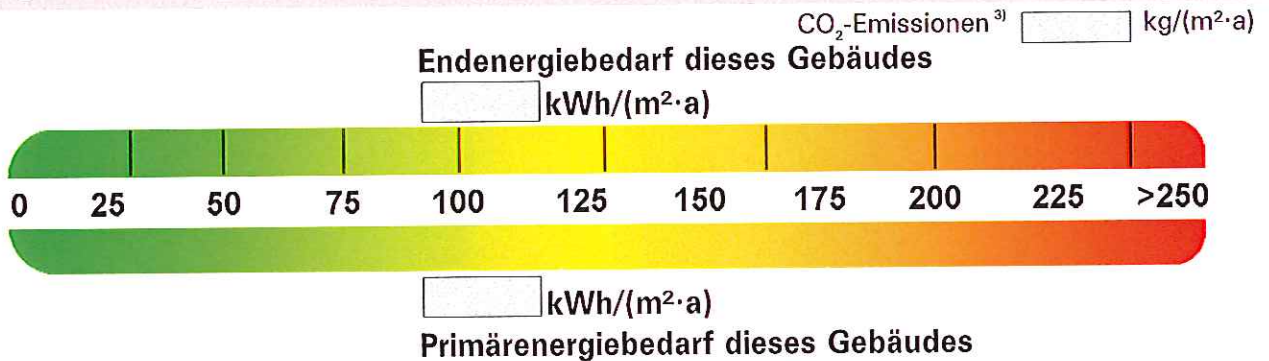 CO₂-Emissionen ³⁾ kg/(m²·a)
Endenergiebedarf dieses Gebäudes
kWh/(m²·a)
0 25 50 75 100 125 150 175 200 225 >250
kWh/(m²·a)
Primärenergiebedarf dieses Gebäudes